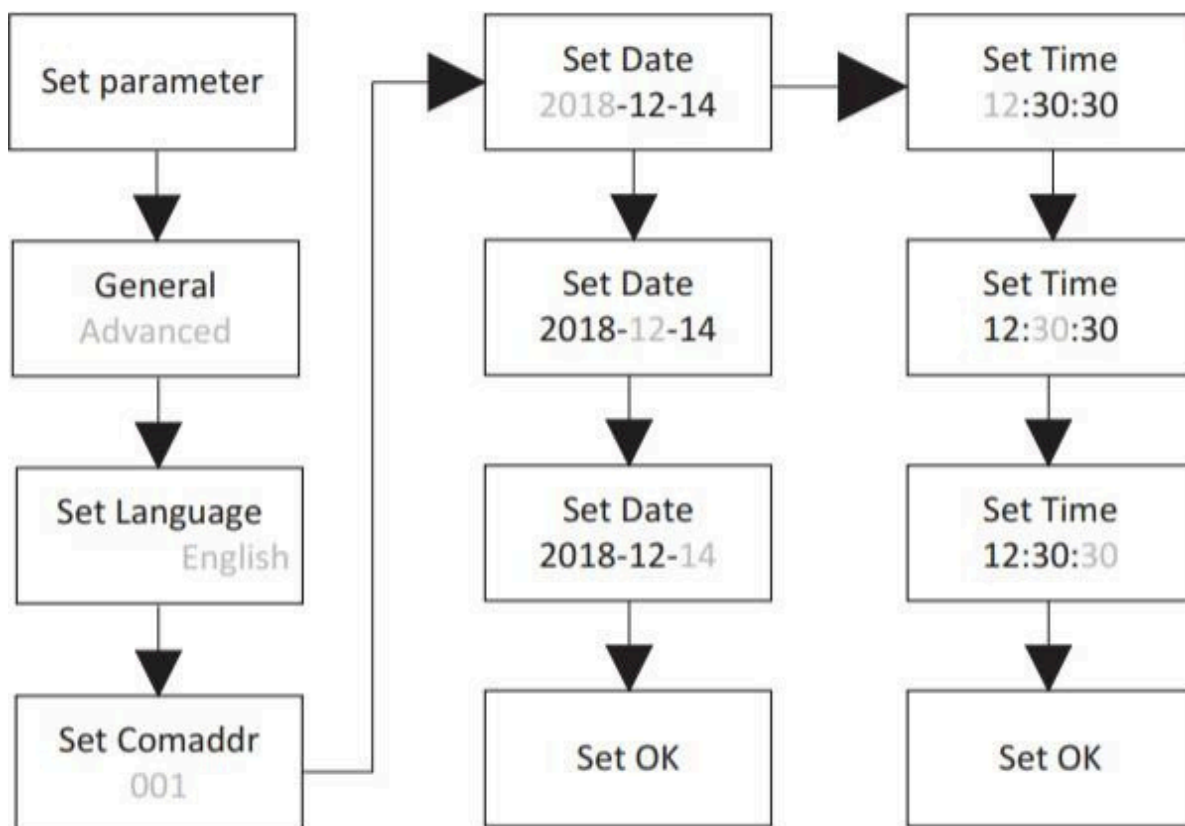 Set parameter
General
Advanced
Set Language
English
Set Comaddr
001
Set Date
2018-12-14
Set Date
2018-12-14
Set Date
2018-12-14
Set OK
Set Time
12:30:30
Set Time
12:30:30
Set Time
12:30:30
Set OK